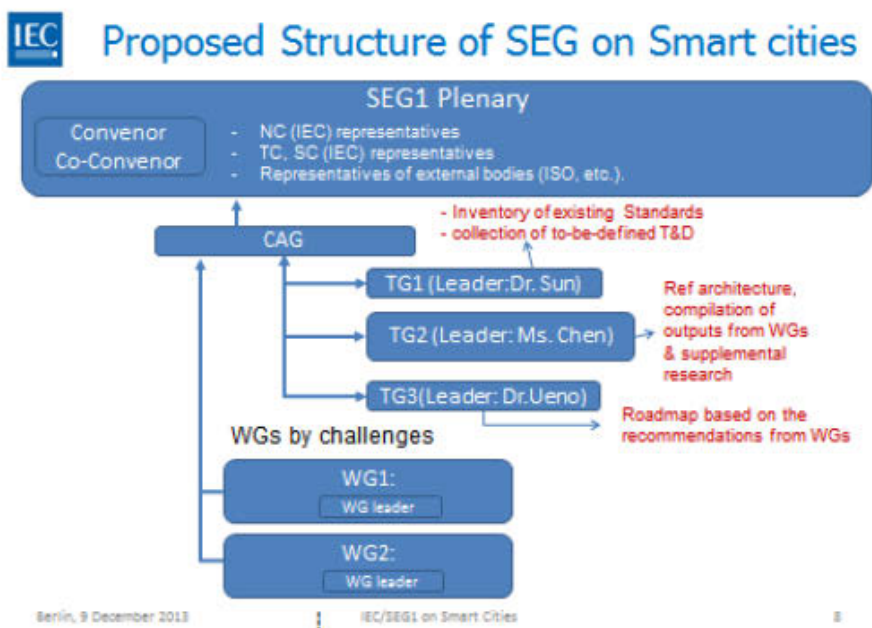 IEC
Proposed Structure of SEG on Smart cities
SEG1 Plenary
Convenor
Co-Convenor
- NC (IEC) representatives
- TC, SC (IEC) representatives
- Representatives of external bodies (ISO, etc.).
CAG
- Inventory of existing Standards
- collection of to-be-defined T&D
TG1 (Leader:Dr. Sun)
TG2 (Leader: Ms. Chen)
Ref architecture,
compilation of
outputs from WGs
& supplemental
research
TG3(Leader: Dr.Ueno)
Roadmap based on the
recommendations from WGs
WGs by challenges
WG1:
WG leader
WG2:
WG leader
Berlin, 9 December 2013
IEC/SEG1 on Smart Cities
8